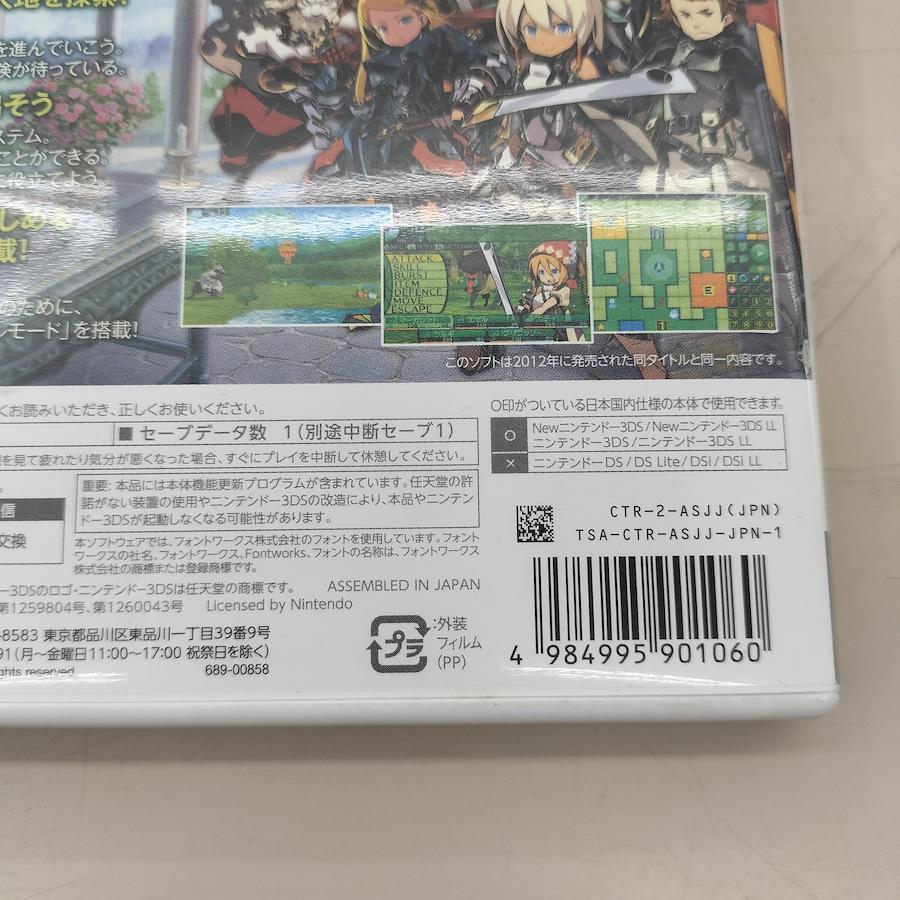 を進んでいこう。
険が待っている。
そう
ステム。
ことができる。
に役立てよう
しめる
載!
のために、
ンモード」を搭載!
ATTACK
SKILL
BURST
ITEM
DEFENCE
MOVE
ESCAPE
このソフトは2012年に発売された同タイトルと同一内容です。
くお読みいただき、正しくお使いください。
■ セーブデータ数 1(別途中断セーブ1)
を見て疲れたり気分が悪くなった場合、すぐにプレイを中断して休憩してください。
○印がついている日本国内仕様の本体で使用できます。
○ Newニンテンドー3DS/Newニンテンドー3DS LL
ニンテンドー3DS/ニンテンドー3DS LL
× ニンテンドーDS/DS Lite/DSi/DSi LL
信
交換
重要: 本品には本体機能更新プログラムが含まれています。任天堂の許
諾がない装置の使用やニンテンドー3DSの改造により、本品やニンテン
ドー3DSが起動しなくなる可能性があります。
本ソフトウェアでは、フォントワークス株式会社のフォントを使用しています。フォント
ワークスの社名、フォントワークス、Fontworks、フォントの名称は、フォントワークス
株式会社の商標または登録商標です。
ー3DSのロゴ・ニンテンドー3DSは任天堂の商標です。
ASSEMBLED IN JAPAN
第1259804号、第1260043号 Licensed by Nintendo
-8583 東京都品川区東品川一丁目39番9号
91(月〜金曜日11:00〜17:00 祝祭日を除く)
ghts reserved.
689-00858
プラ
:外装
フィルム
(PP)
CTR-2-ASJJ(JPN)
TSA-CTR-ASJJ-JPN-1
4 984995 901060